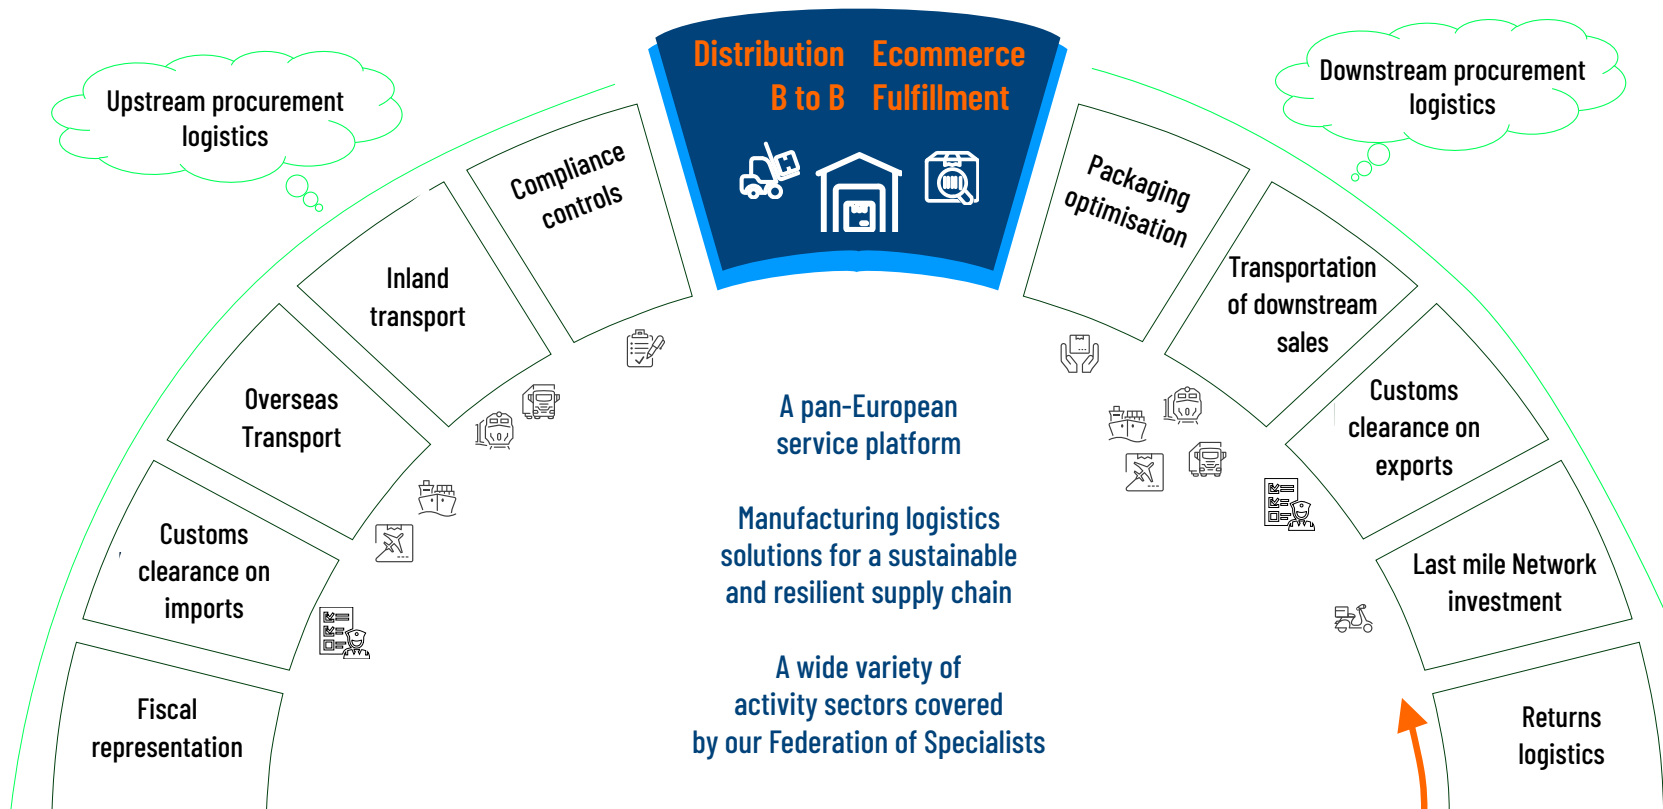 Distribution
B to B
Ecommerce
Fulfillment
Upstream procurement
logistics
Downstream procurement
logistics
Fiscal
representation
Customs
clearance on
imports
Overseas
Transport
Inland
transport
Compliance
controls
Packaging
optimisation
Transportation
of downstream
sales
Customs
clearance on
exports
Last mile Network
investment
Returns
logistics
A pan-European
service platform
Manufacturing logistics
solutions for a sustainable
and resilient supply chain
A wide variety of
activity sectors covered
by our Federation of Specialists